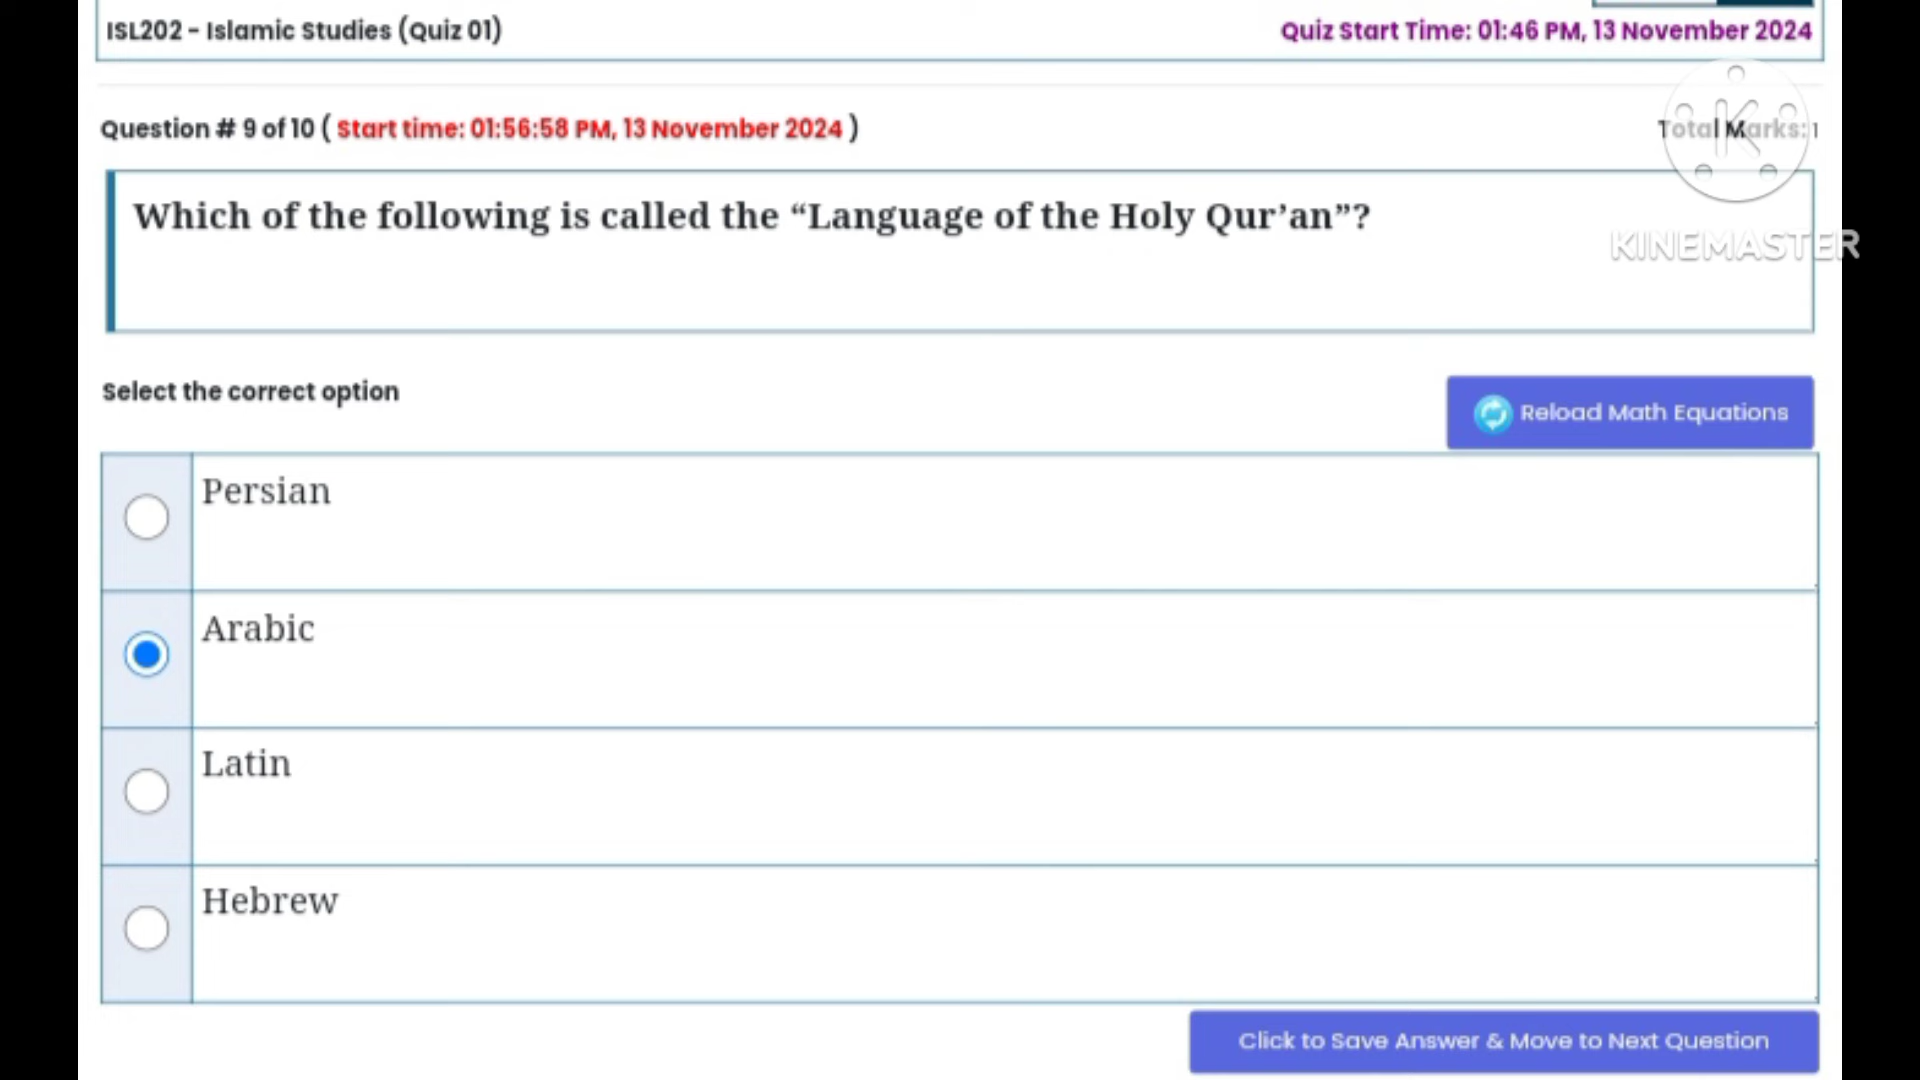 ISL202 - Islamic Studies (Quiz 01)
Quiz Start Time: 01:46 PM, 13 November 2024
Question # 9 of 10 ( Start time: 01:56:58 PM, 13 November 2024 )
Total Marks: 1
Which of the following is called the “Language of the Holy Qur’an”?
KINEMASTER
Select the correct option
Reload Math Equations
Persian
Arabic
Latin
Hebrew
Click to Save Answer & Move to Next Question